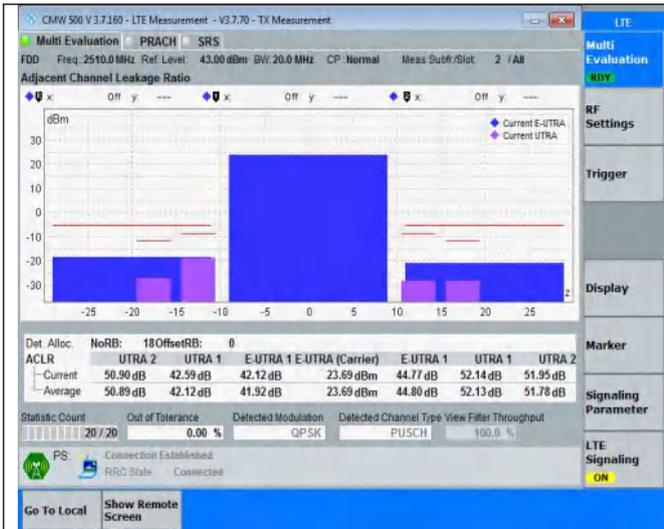 CMW 500 V 3.7.160 - LTE Measurement - V3.7.70 - TX Measurement
LTE
Multi Evaluation PRACH SRS
Multi
Evaluation
RDY
FDD Freq.:2510.0 MHz Ref. Level: 43.00 dBm BW: 20.0 MHz CP :Normal Meas Subfr./Slot: 2 / All
Adjacent Channel Leakage Ratio
x: Off y: --- x: Off y: --- x: Off y: ---
dBm
Current E-UTRA
Current UTRA
30
20
10
0
-10
-20
-30
-25 -20 -15 -10 -5 0 5 10 15 20 25
RF
Settings
Trigger
Display
Marker
Signaling
Parameter
LTE
Signaling
ON
Det. Alloc. NoRB: 18OffsetRB: 0
ACLR UTRA 2 UTRA 1 E-UTRA 1 E-UTRA (Carrier) E-UTRA 1 UTRA 1 UTRA 2
Current 50.90 dB 42.59 dB 42.12 dB 23.69 dBm 44.77 dB 52.14 dB 51.95 dB
Average 50.89 dB 42.12 dB 41.92 dB 23.69 dBm 44.80 dB 52.13 dB 51.78 dB
Statistic Count Out of Tolerance Detected Modulation Detected Channel Type View Filter Throughput
20 / 20 0.00 % QPSK PUSCH 100.0 %
PS: Connection Established
RRC State Connected
Go To Local
Show Remote
Screen